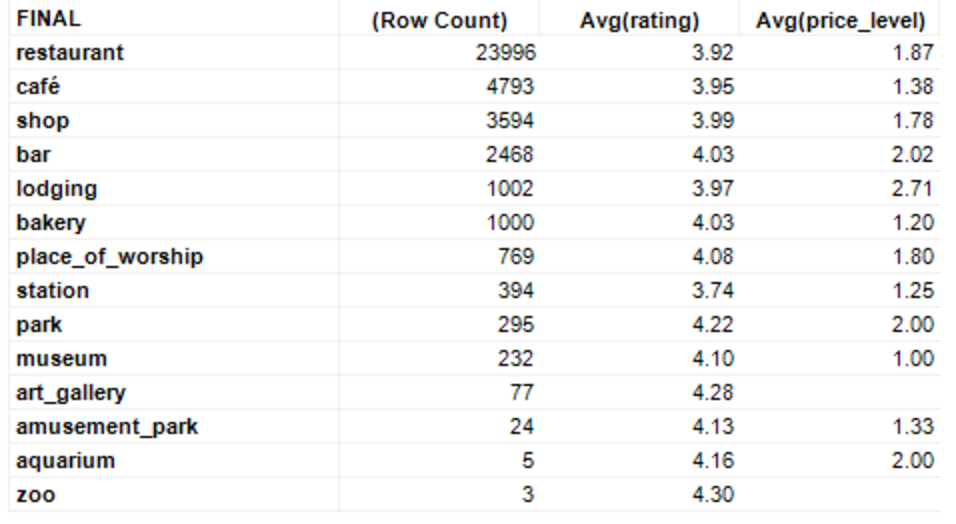 FINAL (Row Count) Avg(rating) Avg(price_level)
restaurant 23996 3.92 1.87
café 4793 3.95 1.38
shop 3594 3.99 1.78
bar 2468 4.03 2.02
lodging 1002 3.97 2.71
bakery 1000 4.03 1.20
place_of_worship 769 4.08 1.80
station 394 3.74 1.25
park 295 4.22 2.00
museum 232 4.10 1.00
art_gallery 77 4.28
amusement_park 24 4.13 1.33
aquarium 5 4.16 2.00
zoo 3 4.30